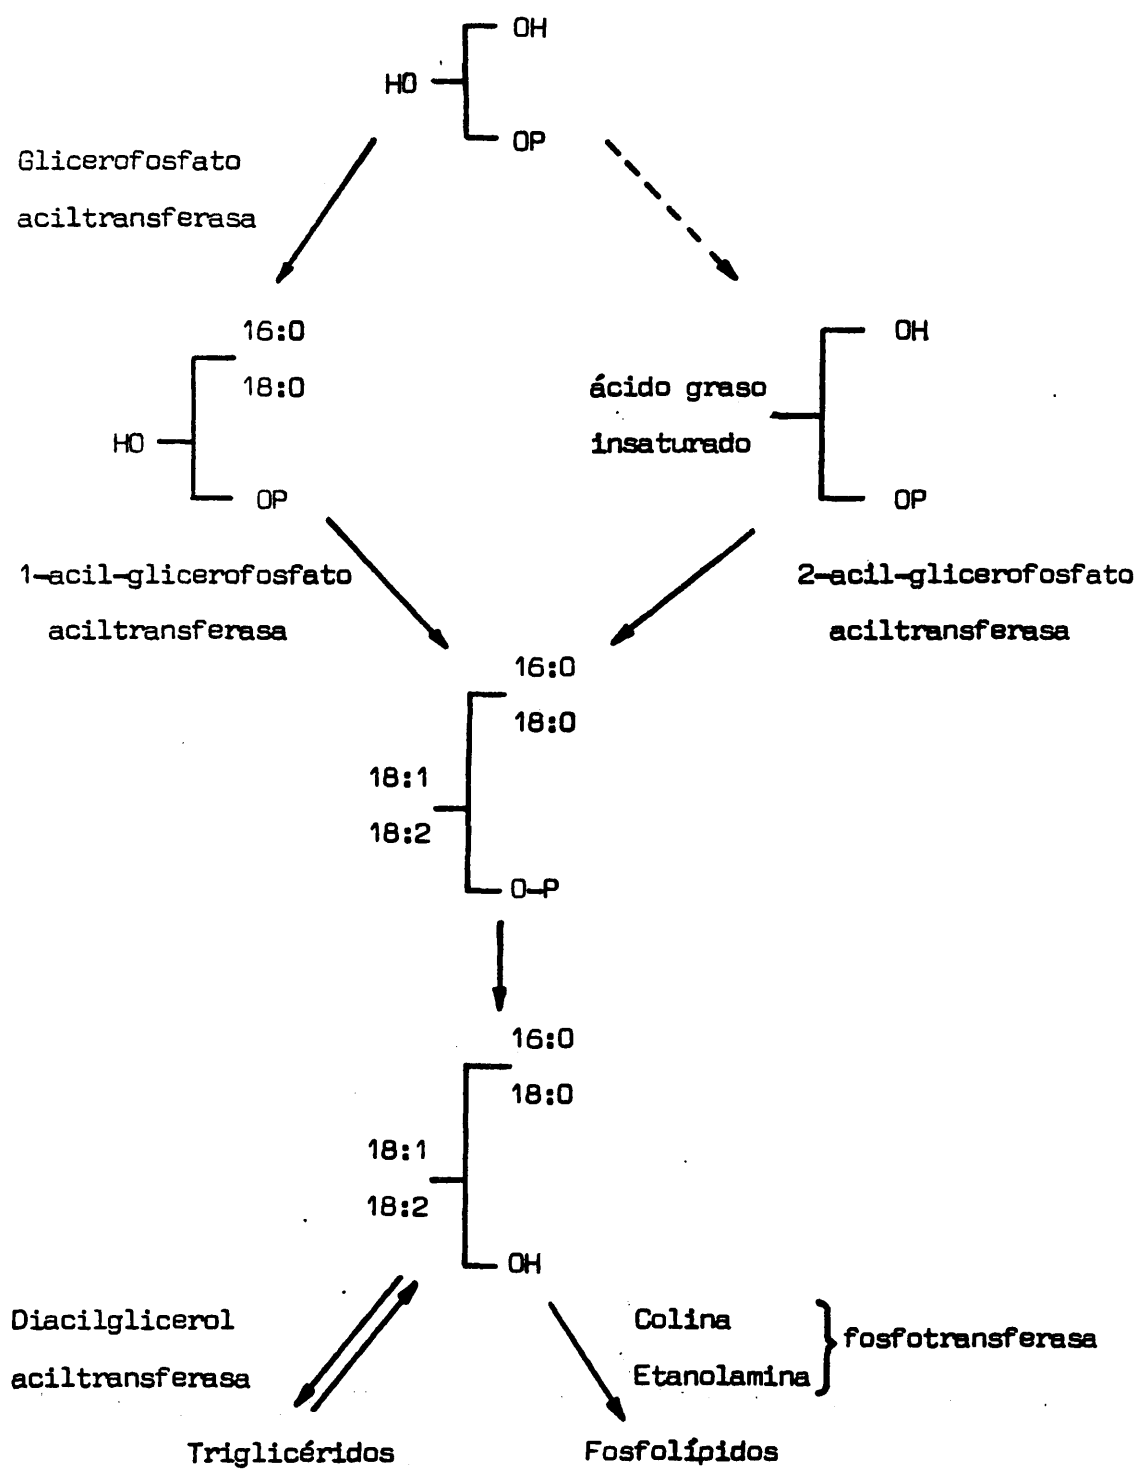 OH
HO
OP
Glicerofosfato
aciltransferasa
16:0
18:0
HO
OP
ácido graso
insaturado
OH
OP
1-acil-glicerofosfato
aciltransferasa
2-acil-glicerofosfato
aciltransferasa
16:0
18:0
18:1
18:2
O-P
16:0
18:0
18:1
18:2
OH
Diacilglicerol
aciltransferasa
Colina
Etanolamina
fosfotransferasa
Triglicéridos
Fosfolípidos